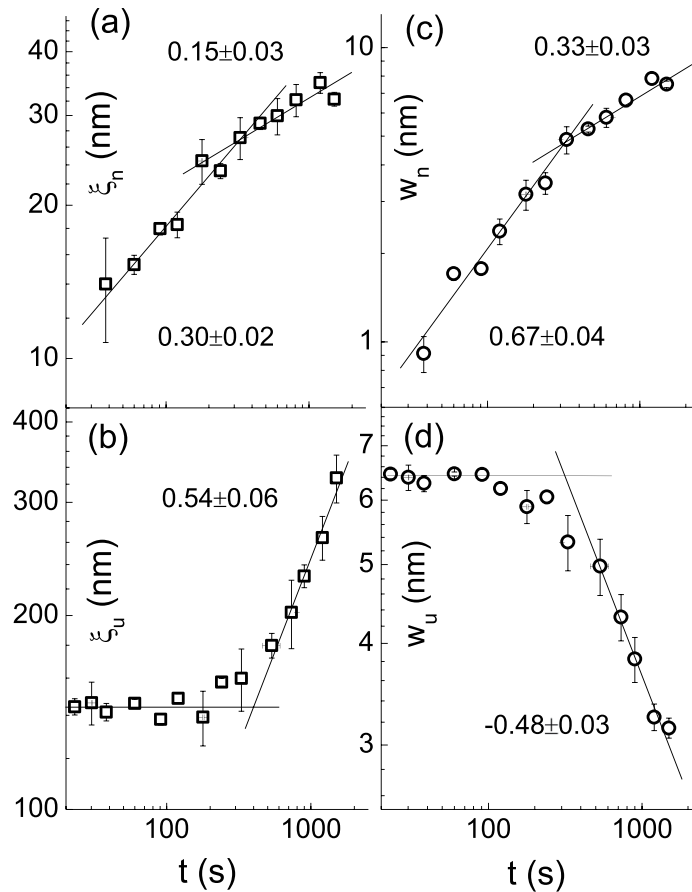 (a)
0.15±0.03
40
30
20
10
ξn (nm)
0.30±0.02
(c)
0.33±0.03
10
1
wn (nm)
0.67±0.04
(b)
0.54±0.06
400
300
200
100
ξu (nm)
100
1000
t (s)
(d)
7
6
5
4
3
wu (nm)
-0.48±0.03
100
1000
t (s)